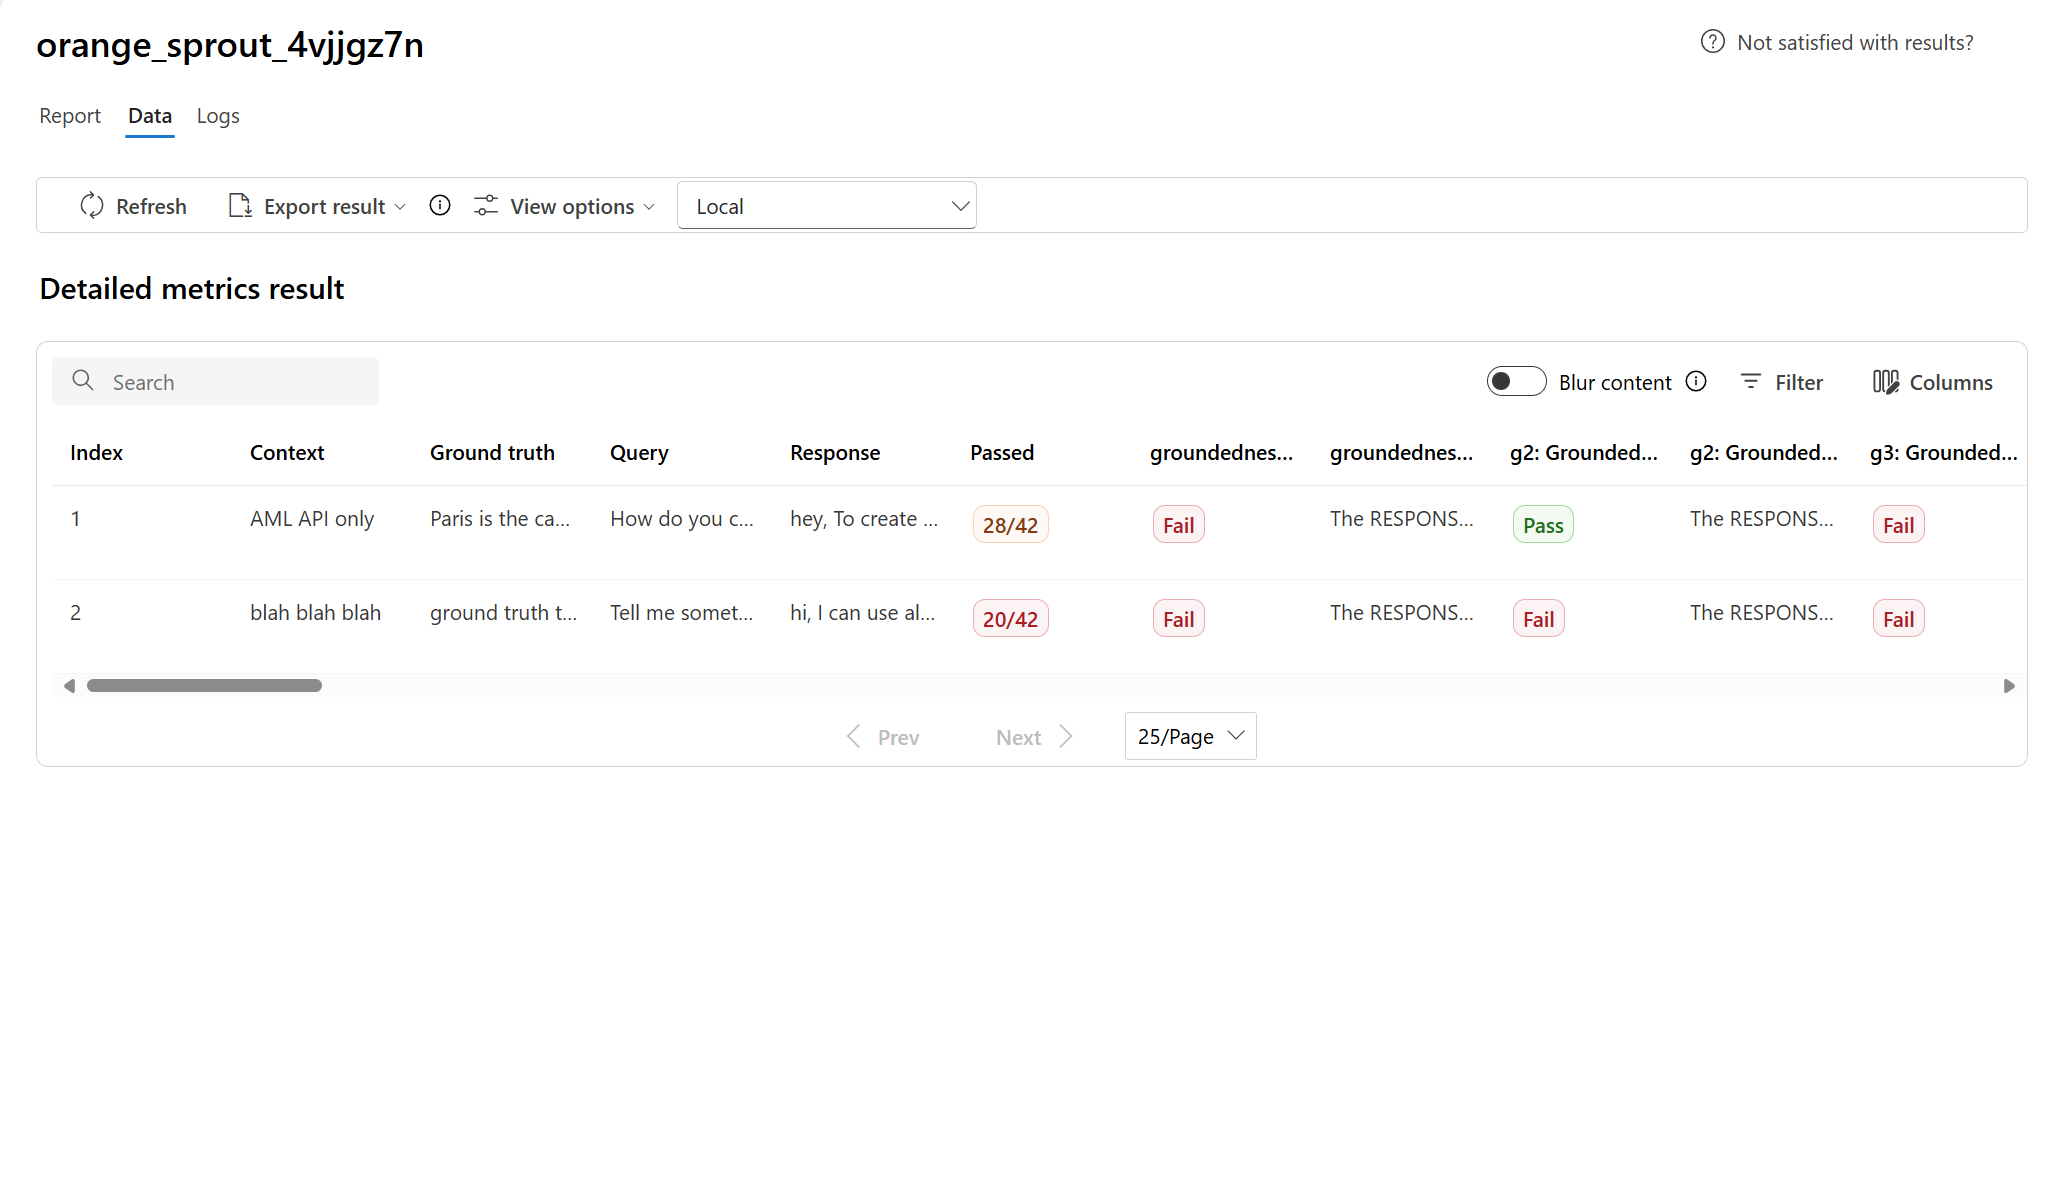 orange_sprout_4vjjgz7n
Not satisfied with results?
Report Data Logs
Refresh Export result View options Local
Detailed metrics result
Search Blur content Filter Columns
Index Context Ground truth Query Response Passed groundednes... groundednes... g2: Grounded... g2: Grounded... g3: Grounded...
1 AML API only Paris is the ca... How do you c... hey, To create ... 28/42 Fail The RESPONS... Pass The RESPONS... Fail
2 blah blah blah ground truth t... Tell me somet... hi, I can use al... 20/42 Fail The RESPONS... Fail The RESPONS... Fail
Prev Next 25/Page